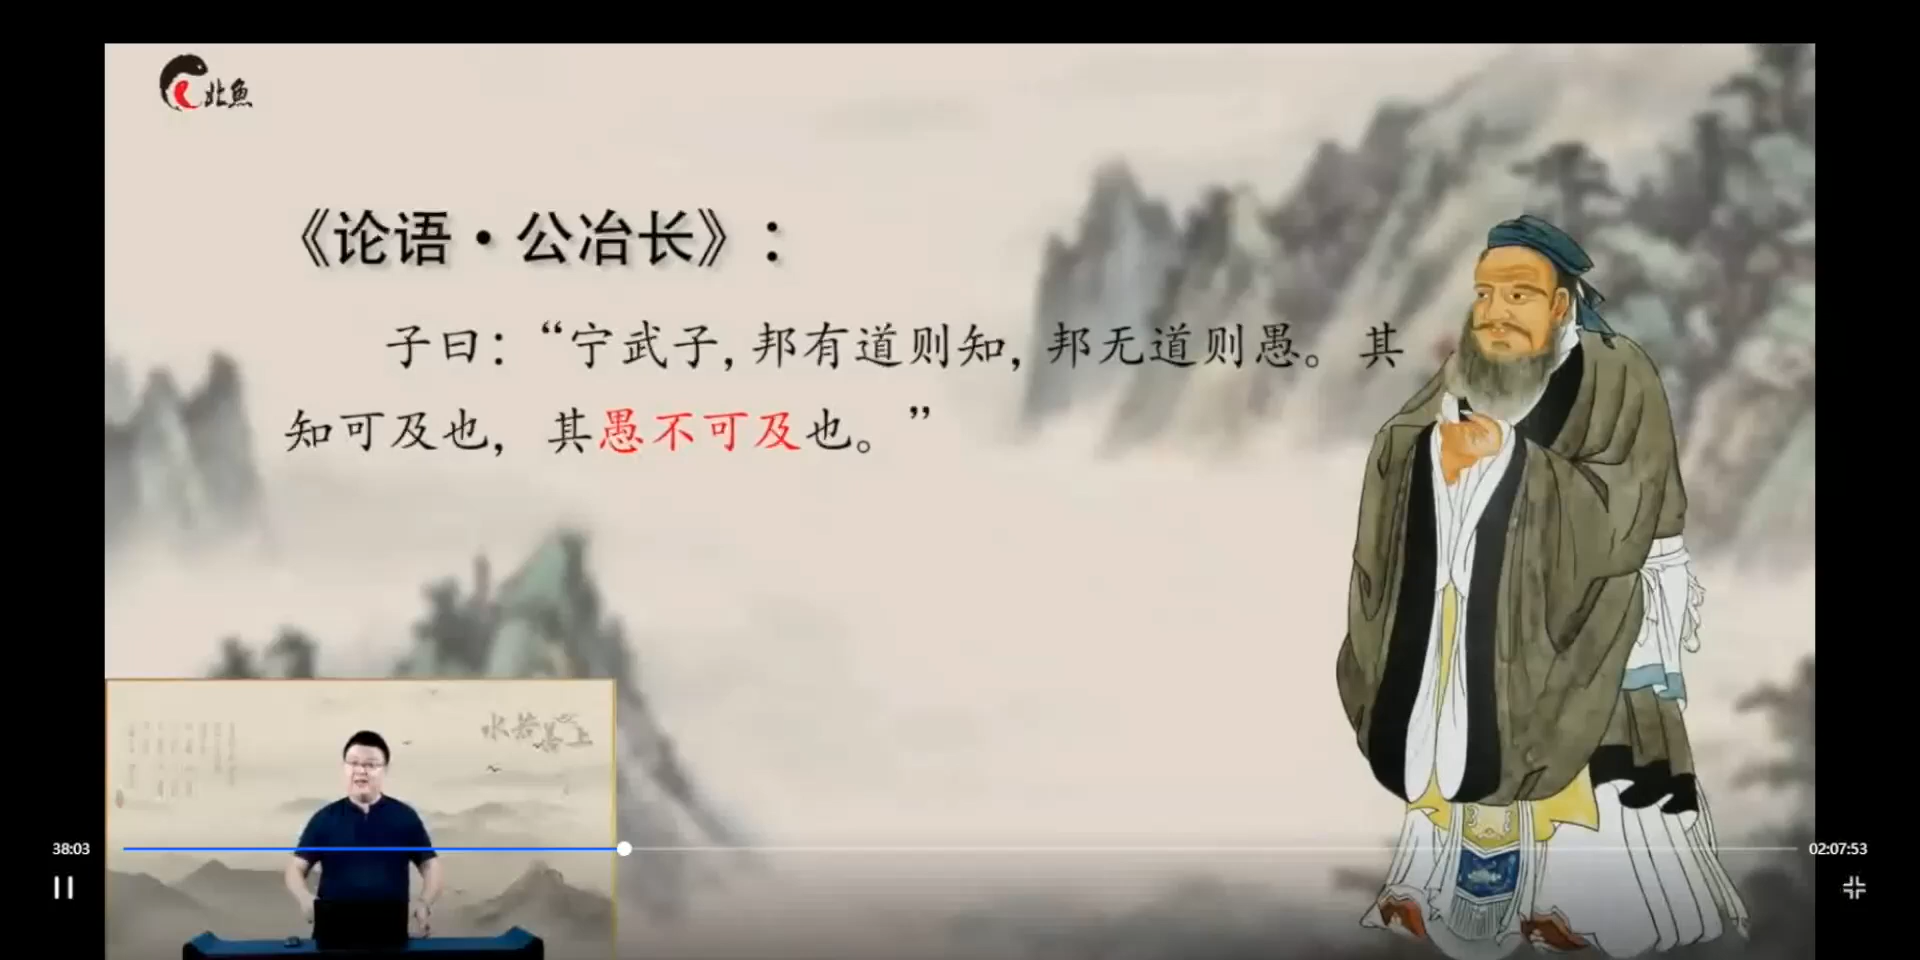 北魚
《论语·公冶长》：
子曰：“宁武子，邦有道则知，邦无道则愚。其
知可及也，其愚不可及也。”
上善若水
38:03
02:07:53